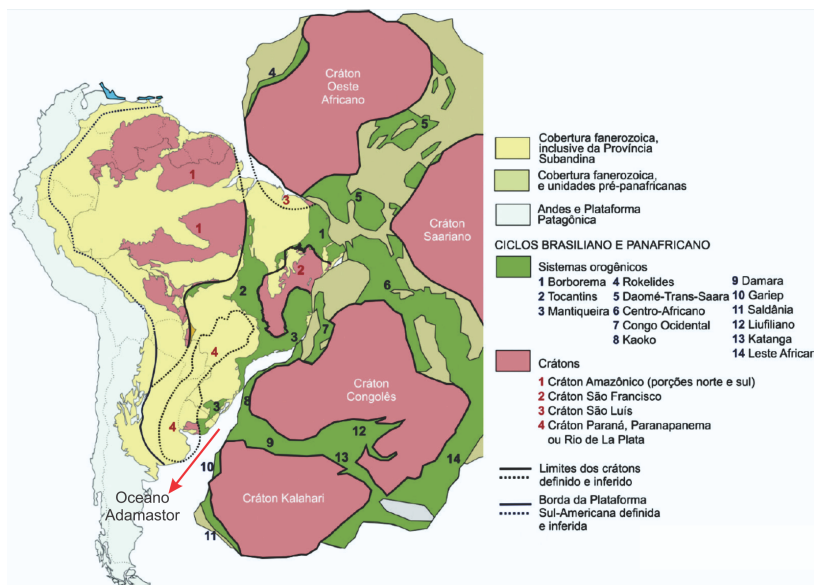 Cráton
Oeste
Africano
Cráton
Saariano
Cráton
Congolês
Cráton Kalahari
Oceano
Adamastor
4
5
3
1
5
1
1
2
2
6
3
7
4
3
8
4
12
9
13
14
10
11
Cobertura fanerozoica,
inclusive da Província
Subandina
Cobertura fanerozoica,
e unidades pré-panafricanas
Andes e Plataforma
Patagônica
CICLOS BRASILIANO E PANAFRICANO
Sistemas orogênicos
1 Borborema 4 Rokelides 9 Damara
2 Tocantins 5 Daomé-Trans-Saara 10 Gariep
3 Mantiqueira 6 Centro-Africano 11 Saldânia
7 Congo Ocidental 12 Liufiliano
8 Kaoko 13 Katanga
14 Leste African
Crátons
1 Cráton Amazônico (porções norte e sul)
2 Cráton São Francisco
3 Cráton São Luís
4 Cráton Paraná, Paranapanema
ou Rio de La Plata
Limites dos crátons
definido e inferido
Borda da Plataforma
Sul-Americana definida
e inferida